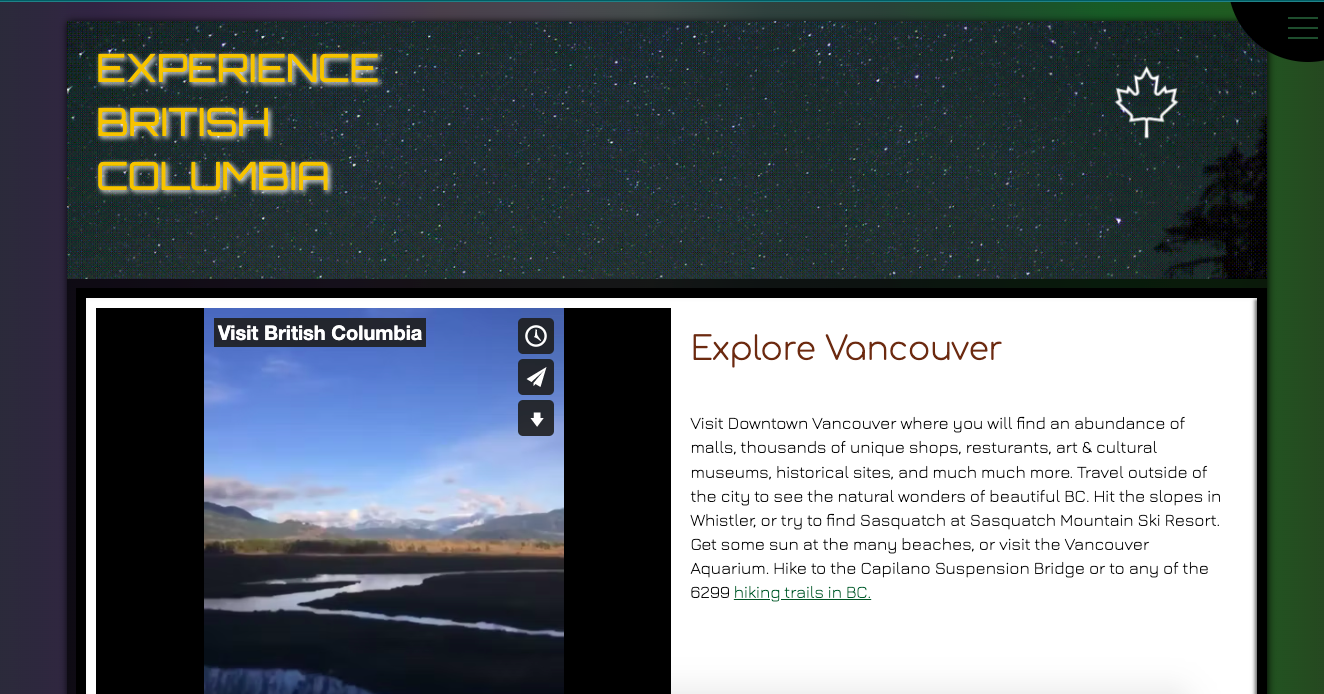 EXPERIENCE
BRITISH
COLUMBIA
Visit British Columbia
Explore Vancouver
Visit Downtown Vancouver where you will find an abundance of
malls, thousands of unique shops, resturants, art & cultural
museums, historical sites, and much much more. Travel outside of
the city to see the natural wonders of beautiful BC. Hit the slopes in
Whistler, or try to find Sasquatch at Sasquatch Mountain Ski Resort.
Get some sun at the many beaches, or visit the Vancouver
Aquarium. Hike to the Capilano Suspension Bridge or to any of the
6299 hiking trails in BC.